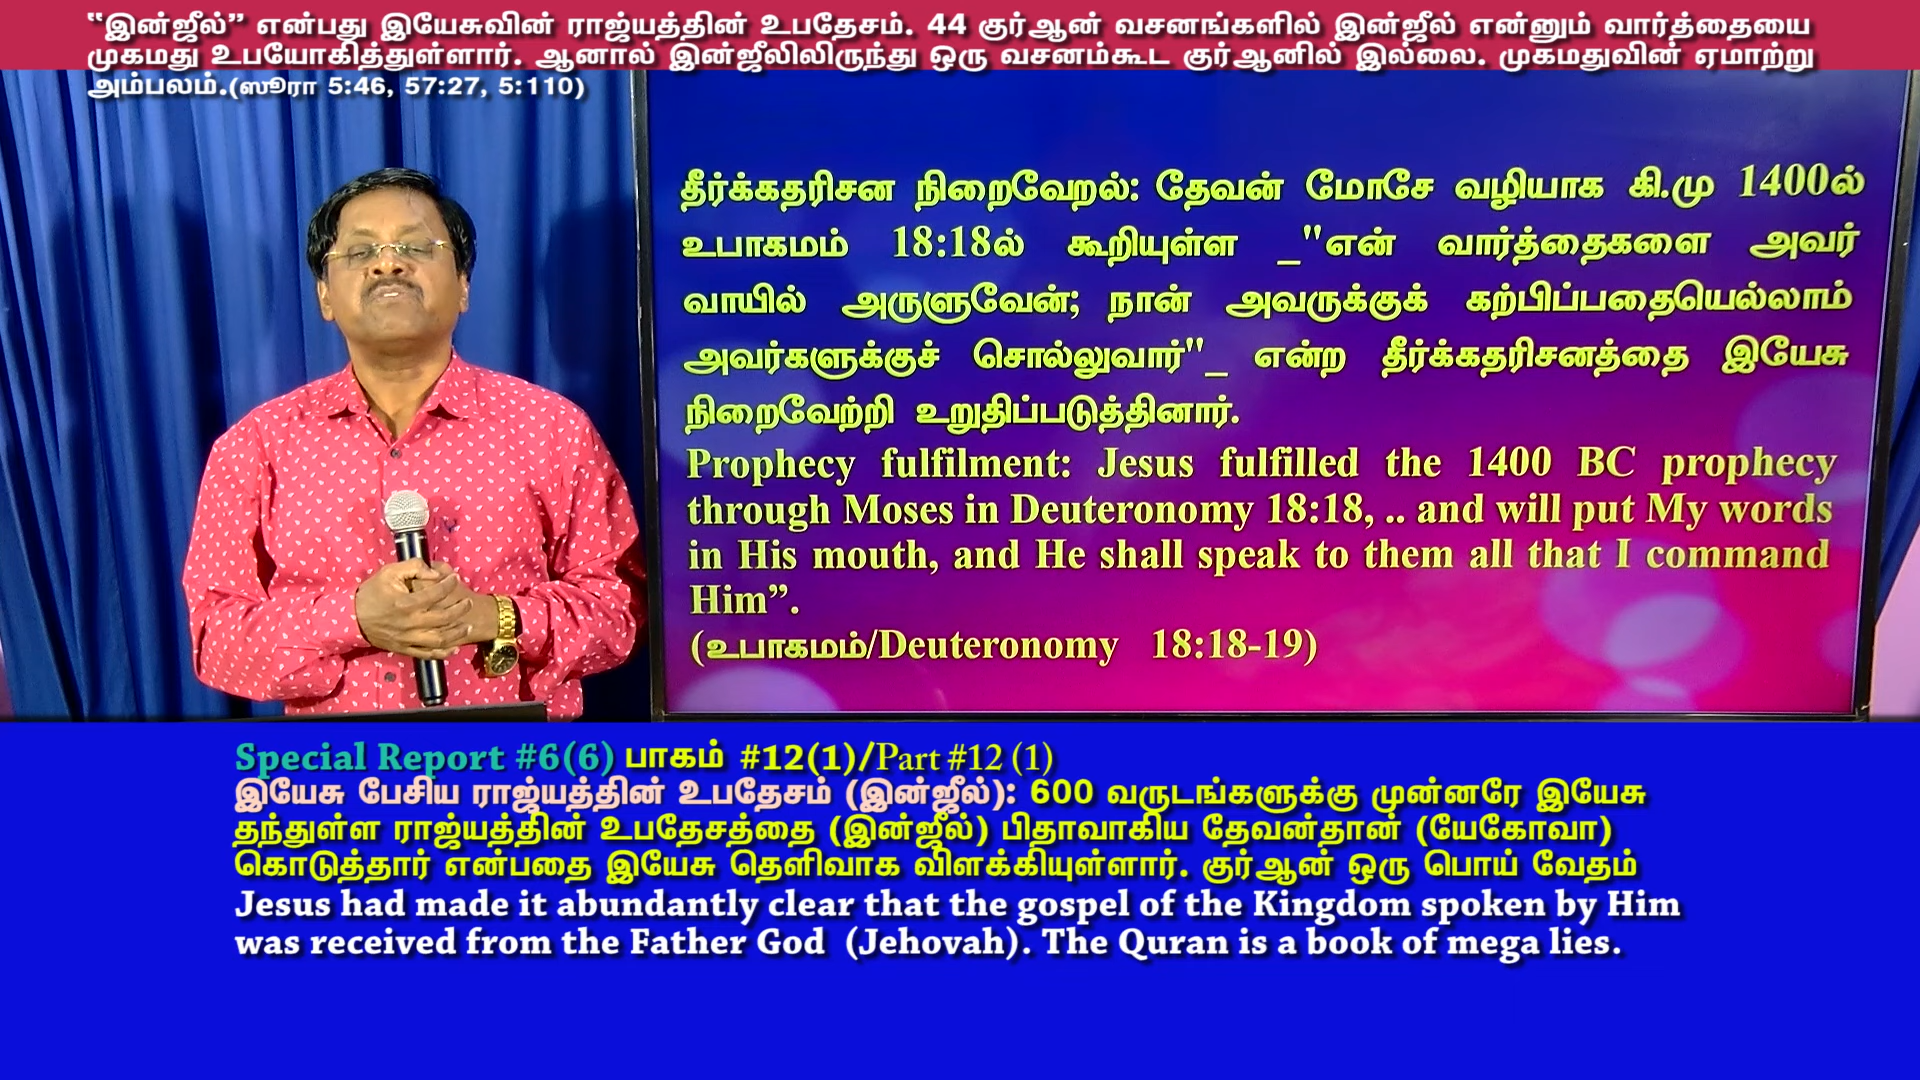 “இன்ஜீல்” என்பது இயேசுவின் ராஜ்யத்தின் உபதேசம். 44 குர்ஆன் வசனங்களில் இன்ஜீல் என்னும் வார்த்தையை
முகமது உபயோகித்துள்ளார். ஆனால் இன்ஜீலிலிருந்து ஒரு வசனம்கூட குர்ஆனில் இல்லை. முகமதுவின் ஏமாற்று
அம்பலம்.(ஸூரா 5:46, 57:27, 5:110)
தீர்க்கதரிசன நிறைவேறல்: தேவன் மோசே வழியாக கி.மு 1400ல்
உபாகமம் 18:18ல் கூறியுள்ள _"என் வார்த்தைகளை அவர்
வாயில் அருளுவேன்; நான் அவருக்குக் கற்பிப்பதையெல்லாம்
அவர்களுக்குச் சொல்லுவார்"_ என்ற தீர்க்கதரிசனத்தை இயேசு
நிறைவேற்றி உறுதிப்படுத்தினார்.
Prophecy fulfilment: Jesus fulfilled the 1400 BC prophecy
through Moses in Deuteronomy 18:18, .. and will put My words
in His mouth, and He shall speak to them all that I command
Him”.
(உபாகமம்/Deuteronomy 18:18-19)
Special Report #6(6) பாகம் #12(1)/Part #12 (1)
இயேசு பேசிய ராஜ்யத்தின் உபதேசம் (இன்ஜீல்): 600 வருடங்களுக்கு முன்னரே இயேசு
தந்துள்ள ராஜ்யத்தின் உபதேசத்தை (இன்ஜீல்) பிதாவாகிய தேவன்தான் (யேகோவா)
கொடுத்தார் என்பதை இயேசு தெளிவாக விளக்கியுள்ளார். குர்ஆன் ஒரு பொய் வேதம்
Jesus had made it abundantly clear that the gospel of the Kingdom spoken by Him
was received from the Father God (Jehovah). The Quran is a book of mega lies.